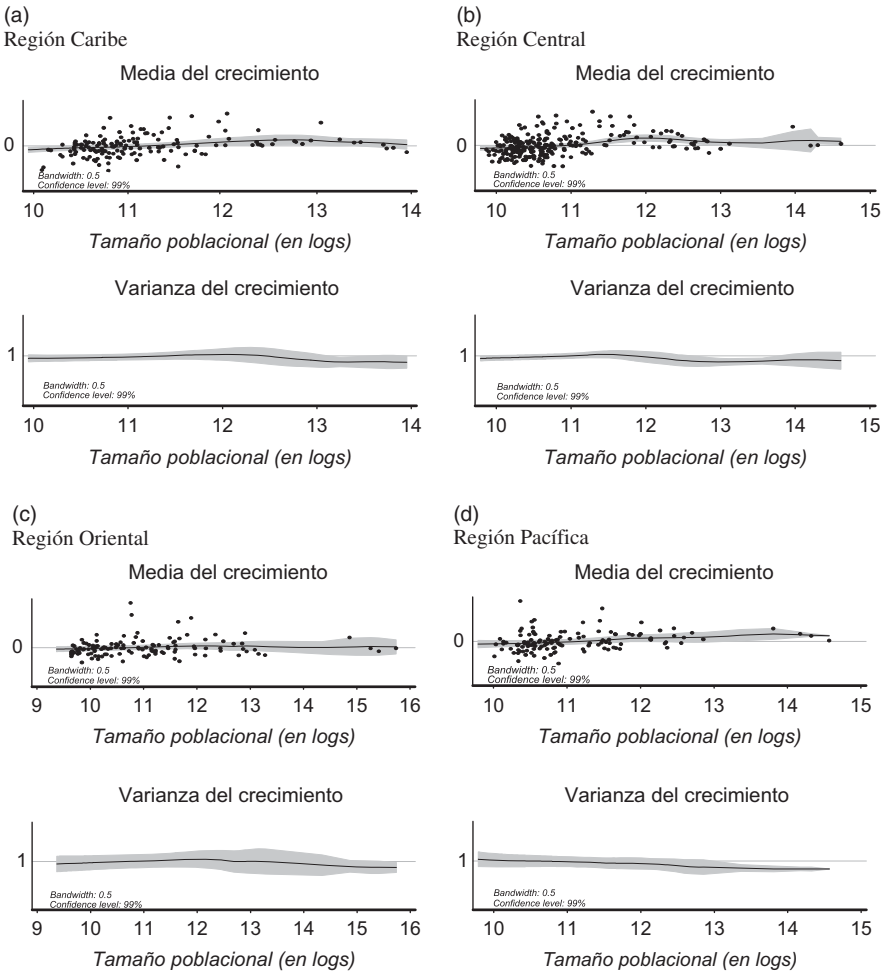 (a)
Región Caribe
Media del crecimiento
0
Bandwidth: 0.5
Confidence level: 99%
10 11 12 13 14
Tamaño poblacional (en logs)
Varianza del crecimiento
1
Bandwidth: 0.5
Confidence level: 99%
10 11 12 13 14
Tamaño poblacional (en logs)
(b)
Región Central
Media del crecimiento
0
Bandwidth: 0.5
Confidence level: 99%
10 11 12 13 14 15
Tamaño poblacional (en logs)
Varianza del crecimiento
1
Bandwidth: 0.5
Confidence level: 99%
10 11 12 13 14 15
Tamaño poblacional (en logs)
(c)
Región Oriental
Media del crecimiento
0
Bandwidth: 0.5
Confidence level: 99%
9 10 11 12 13 14 15 16
Tamaño poblacional (en logs)
Varianza del crecimiento
1
Bandwidth: 0.5
Confidence level: 99%
9 10 11 12 13 14 15 16
Tamaño poblacional (en logs)
(d)
Región Pacífica
Media del crecimiento
0
Bandwidth: 0.5
Confidence level: 99%
10 11 12 13 14 15
Tamaño poblacional (en logs)
Varianza del crecimiento
1
Bandwidth: 0.5
Confidence level: 99%
10 11 12 13 14 15
Tamaño poblacional (en logs)